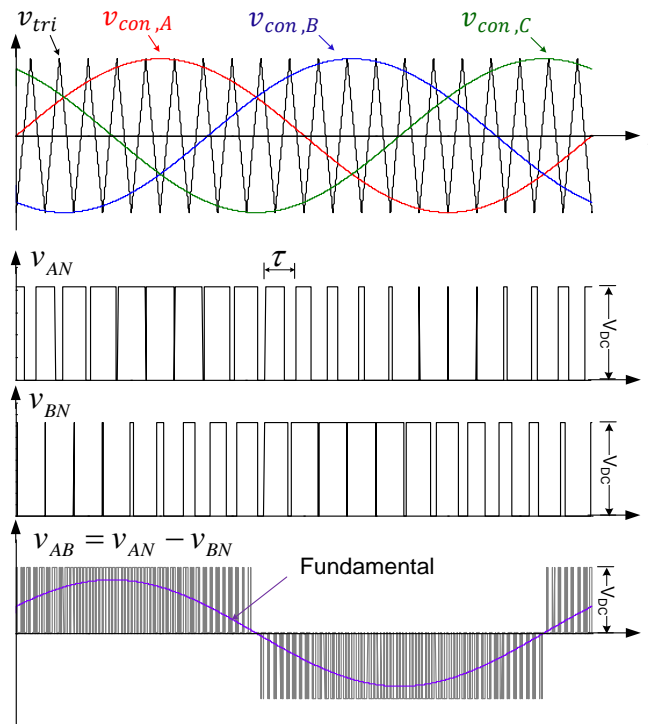 v_tri v_con,A v_con,B v_con,C
v_AN τ
V_DC
v_BN
V_DC
v_AB = v_AN − v_BN
Fundamental
V_DC